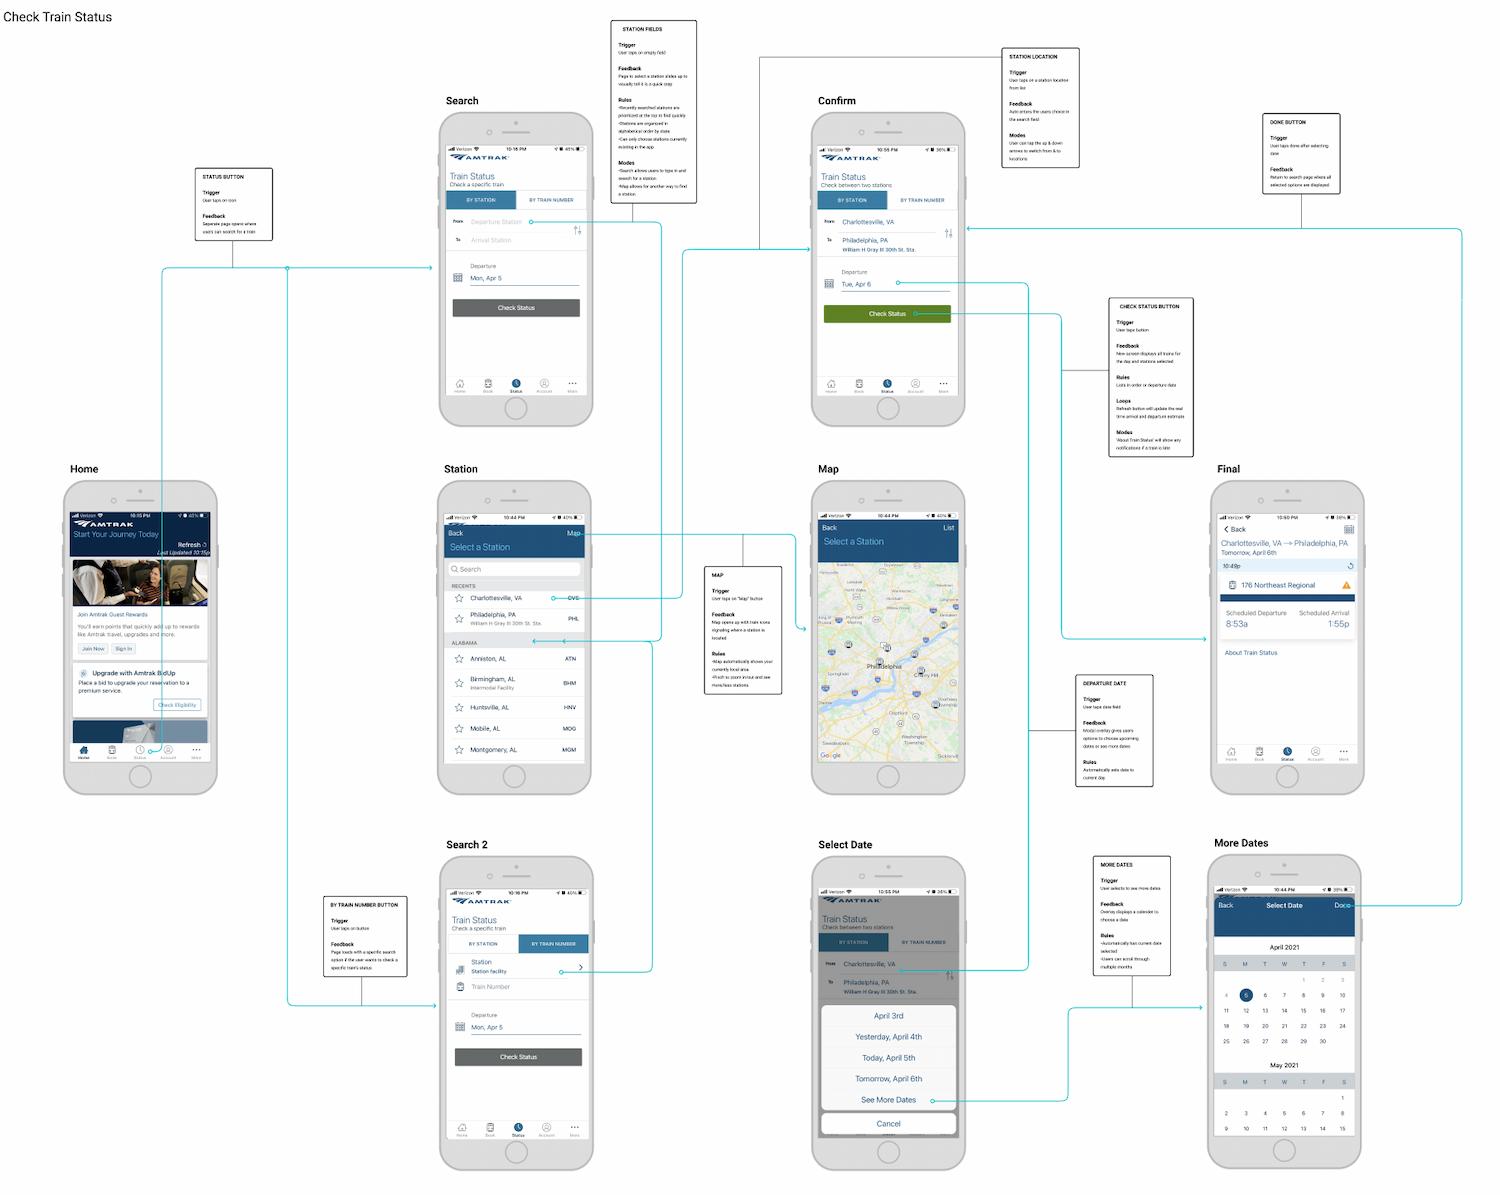 Check Train Status
STATION FIELDS
Trigger
User taps on empty field
Feedback
Page to select a station slides up to
visually tell it is a quick step
Rules
•Recently searched stations are
prioritized at the top to find quickly
•Stations are organized in
alphabetical order by state
•Can only choose stations currently
existing in the app
Modes
•Search allows users to type in and
search for a station
•Map allows for another way to find
a station
STATION LOCATION
Trigger
User taps on a station location
from list
Feedback
Auto enters the users choice in
the search field
Modes
User can tap the up & down
arrows to switch from & to
locations
DONE BUTTON
Trigger
User taps done after selecting
date
Feedback
Return to search page where all
selected options are displayed
STATUS BUTTON
Trigger
User taps on icon
Feedback
Separate page opens where
users can search for a train
Search
Verizon 10:16 PM
AMTRAK
Train Status
Check a specific train
BY STATION BY TRAIN NUMBER
From Departure Station
To Arrival Station
Departure
Mon, Apr 5
Check Status
Home Book Status Account More
Confirm
Verizon 10:55 PM 36%
AMTRAK
Train Status
Check between two stations
BY STATION BY TRAIN NUMBER
From Charlottesville, VA
To Philadelphia, PA
William H Gray III 30th St. Sta.
Departure
Tue, Apr 6
Check Status
Home Book Status Account More
CHECK STATUS BUTTON
Trigger
User taps button
Feedback
New screen displays all trains for
the day and stations selected
Rules
Lists in order or departure date
Loops
Refresh button will update the real
time arrival and departure estimate
Modes
'About Train Status' will show any
notifications if a train is late
Home
Verizon 10:15 PM 40%
AMTRAK
Start Your Journey Today
Refresh
Last Updated 10:15p
Join Amtrak Guest Rewards
You'll earn points that quickly add up to rewards
like Amtrak travel, upgrades and more.
Join Now Sign In
Upgrade with Amtrak BidUp
Place a bid to upgrade your reservation to a
premium service.
Check Eligibility
Home Book Status Account More
Station
Verizon 10:44 PM 40%
Back Map
Select a Station
Search
RECENTS
Charlottesville, VA CVS
Philadelphia, PA PHL
William H Gray III 30th St. Sta.
ALABAMA
Anniston, AL ATN
Birmingham, AL BHM
Intermodal Facility
Huntsville, AL HNV
Mobile, AL MOG
Montgomery, AL MGM
MAP
Trigger
User taps on "Map" button
Feedback
Map opens up with train icons
signaling where a station is
located
Rules
•Map automatically shows your
currently local area
•Pinch to zoom in/out and see
more/less stations
Map
Verizon 10:44 PM 40%
Back List
Select a Station
Philadelphia
Cherry Hill
Washington
Township
Google
Final
Verizon 10:50 PM 38%
Back
Charlottesville, VA → Philadelphia, PA
Tomorrow, April 6th
10:49p
176 Northeast Regional
Scheduled Departure Scheduled Arrival
8:53a 1:55p
About Train Status
Home Book Status Account More
DEPARTURE DATE
Trigger
User taps date field
Feedback
Modal overlay gives users
options to choose upcoming
dates or see more dates
Rules
Automatically sets date to
current day
BY TRAIN NUMBER BUTTON
Trigger
User taps on button
Feedback
Page loads with a specific search
option if the user wants to check a
specific train's status
Search 2
Verizon 10:16 PM 40%
AMTRAK
Train Status
Check a specific train
BY STATION BY TRAIN NUMBER
Station
Station facility
Train Number
Departure
Mon, Apr 5
Check Status
Home Book Status Account More
Select Date
Verizon 10:55 PM 36%
AMTRAK
Train Status
Check between two stations
BY STATION BY TRAIN NUMBER
From Charlottesville, VA
To Philadelphia, PA
William H Gray III 30th St. Sta.
April 3rd
Yesterday, April 4th
Today, April 5th
Tomorrow, April 6th
See More Dates
Cancel
MORE DATES
Trigger
User selects to see more dates
Feedback
Overlay displays a calendar to
choose a date
Rules
•Automatically has current date
selected
•Users can scroll through
multiple months
More Dates
Verizon 10:44 PM 39%
Back Select Date Done
April 2021
S M T W T F S
1 2 3
4 5 6 7 8 9 10
11 12 13 14 15 16 17
18 19 20 21 22 23 24
25 26 27 28 29 30
May 2021
S M T W T F S
1
2 3 4 5 6 7 8
9 10 11 12 13 14 15